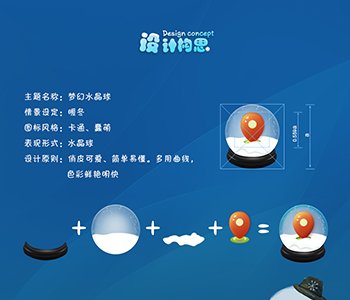 Design concept
设计构思
主题名称：梦幻水晶球
情景设定：暖冬
图标风格：卡通、蠢萌
表现形式：水晶球
设计原则：俏皮可爱、简单易懂。多用曲线，
色彩鲜艳明快